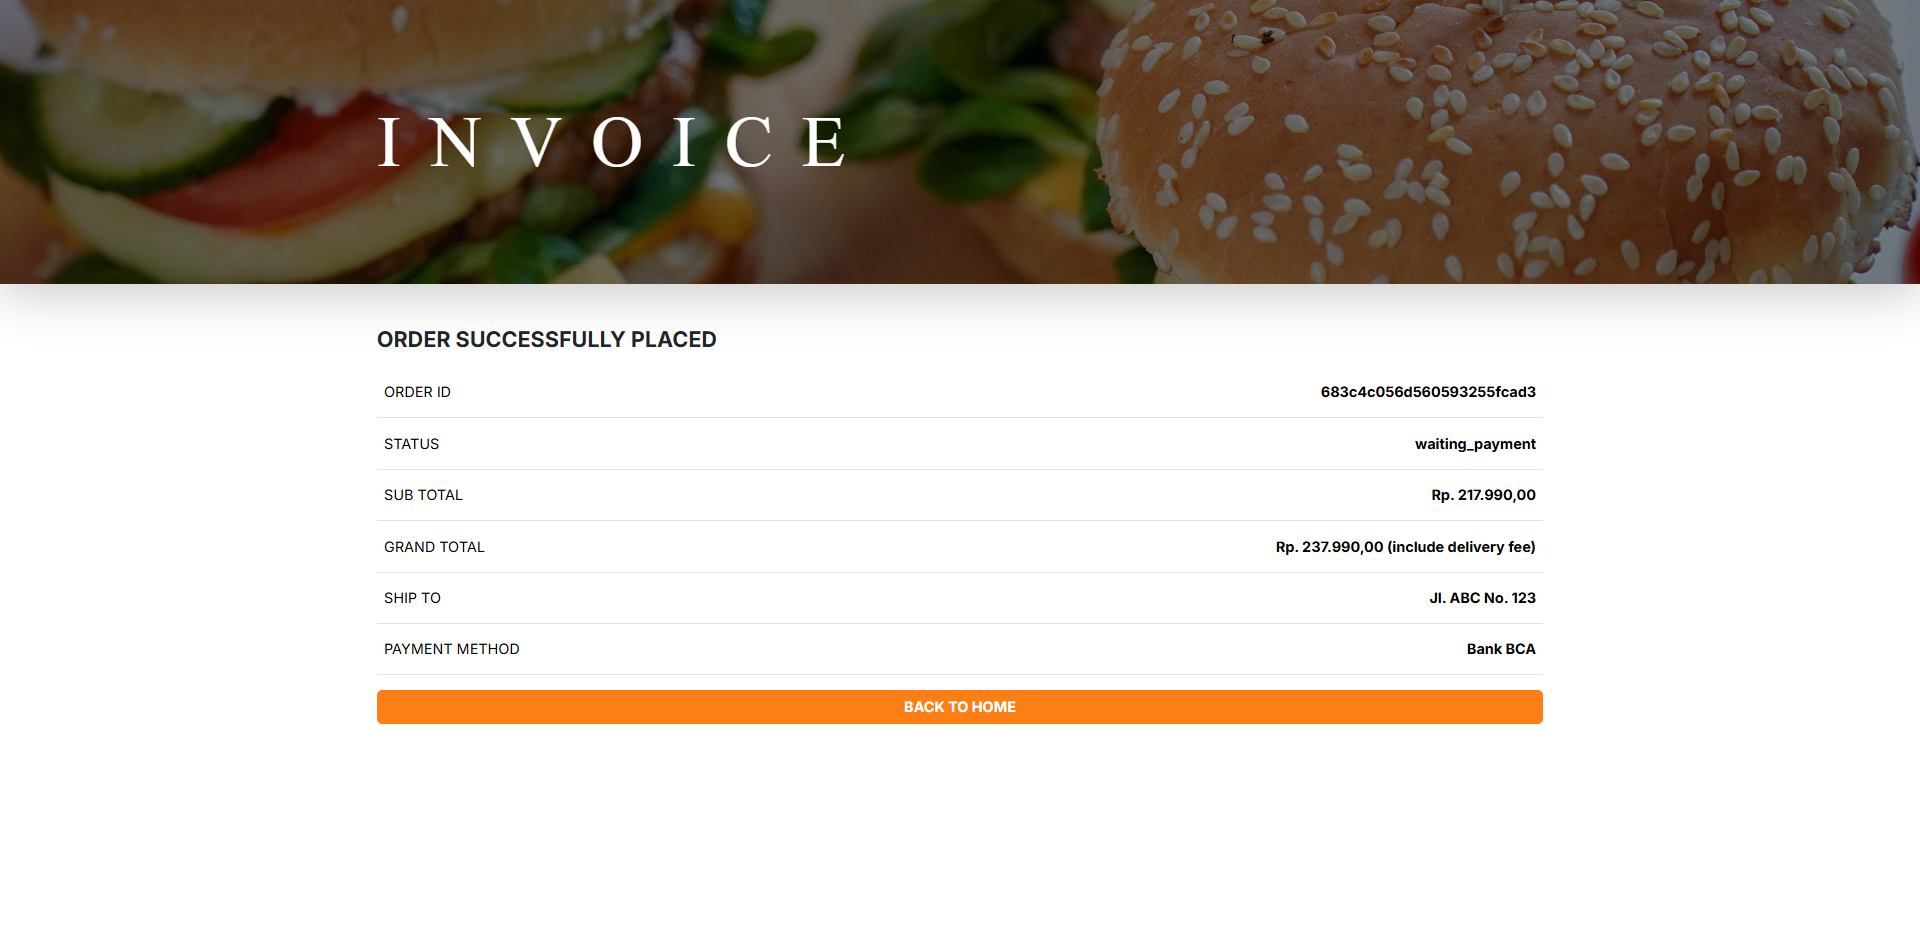 INVOICE
ORDER SUCCESSFULLY PLACED
ORDER ID 683c4c056d560593255fcad3
STATUS waiting_payment
SUB TOTAL Rp. 217.990,00
GRAND TOTAL Rp. 237.990,00 (include delivery fee)
SHIP TO Jl. ABC No. 123
PAYMENT METHOD Bank BCA
BACK TO HOME